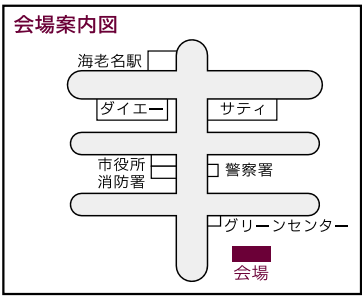 会場案内図
海老名駅
ダイエー
サティ
市役所
消防署
警察署
グリーンセンター
会場